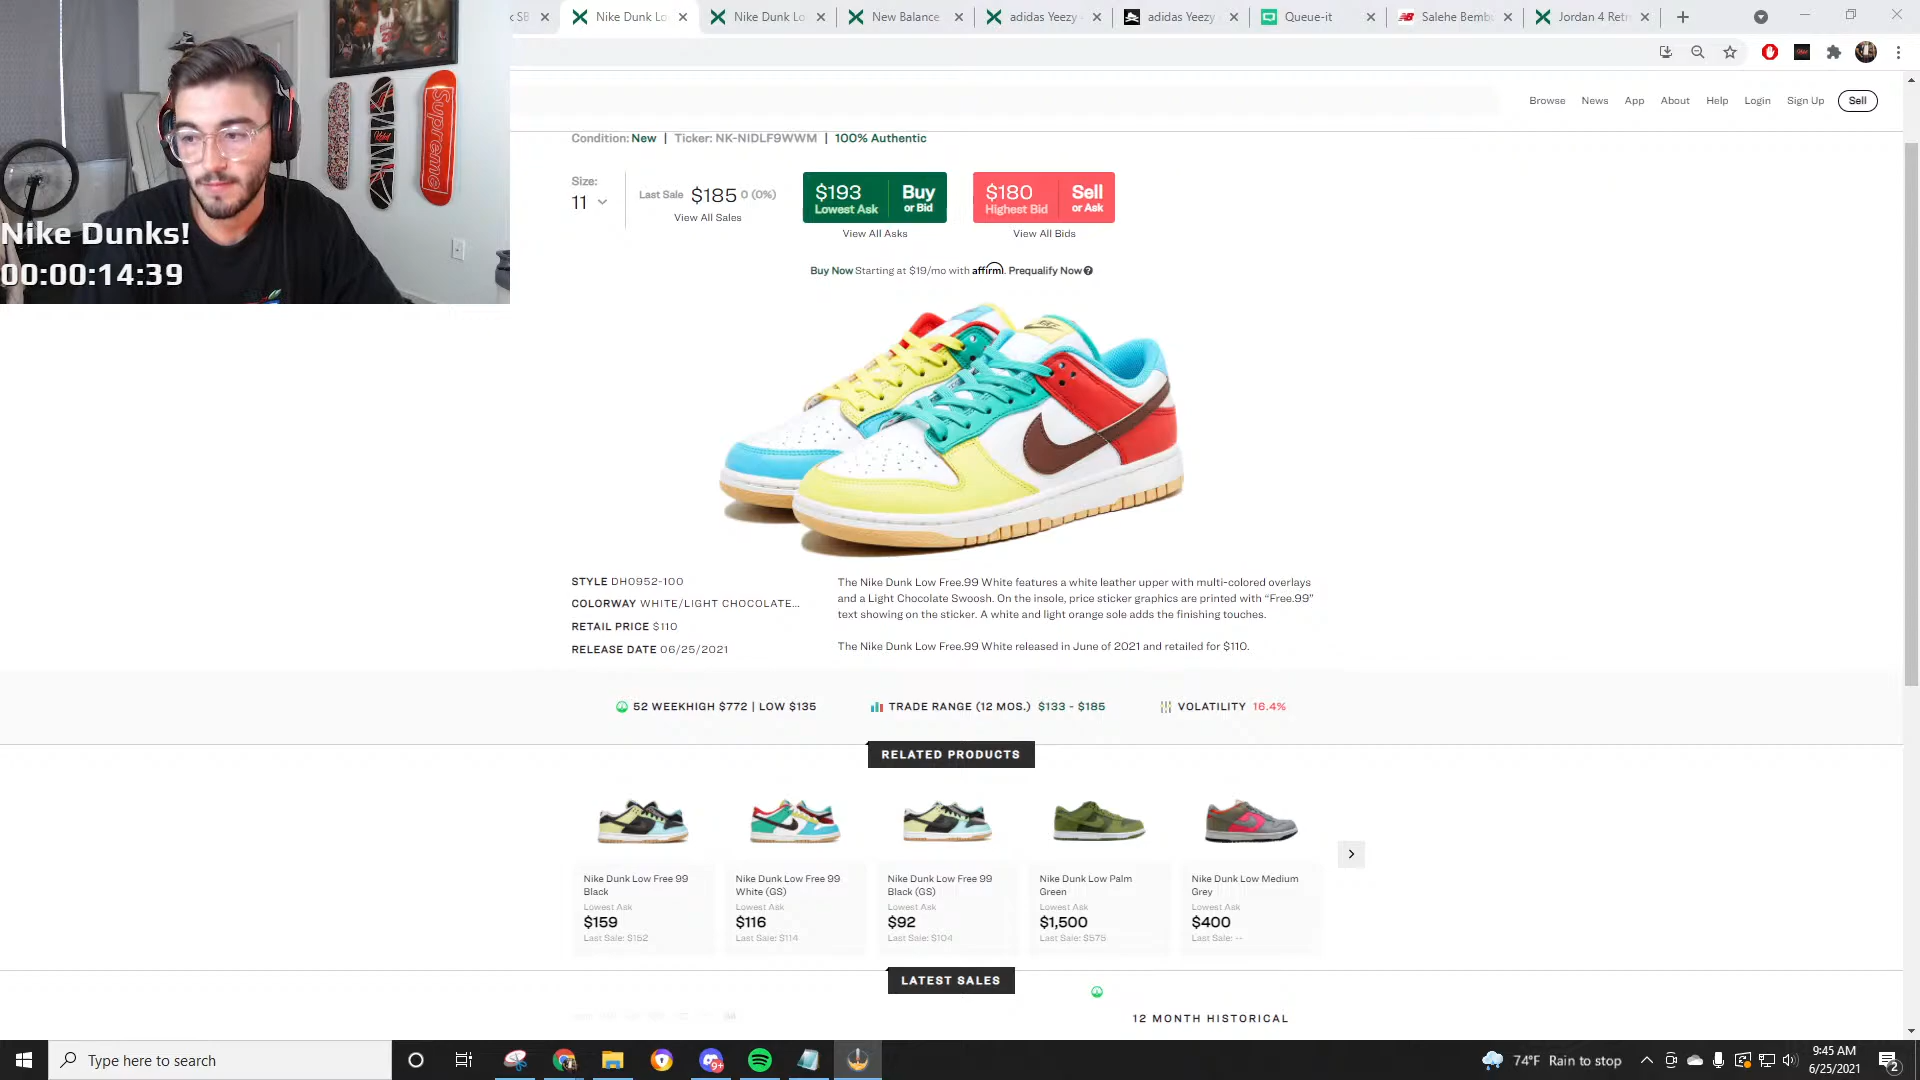 Nike Dunk Lo
Nike Dunk Lo
New Balance
adidas Yeezy
adidas Yeezy
Queue-it
Salehe Bemb
Jordan 4 Ret
Browse News App About Help Login Sign Up Sell
Condition: New | Ticker: NK-NIDLF9WWM | 100% Authentic
Size:
11
Last Sale $185 0 (0%)
View All Sales
$193 Buy
Lowest Ask or Bid
View All Asks
$180 Sell
Highest Bid or Ask
View All Bids
Buy Now Starting at $19/mo with affirm. Prequalify Now
Nike Dunks!
00:00:14:39
Supreme
STYLE DH0952-100
COLORWAY WHITE/LIGHT CHOCOLATE...
RETAIL PRICE $110
RELEASE DATE 06/25/2021
The Nike Dunk Low Free.99 White features a white leather upper with multi-colored overlays
and a Light Chocolate Swoosh. On the insole, price sticker graphics are printed with “Free.99”
text showing on the sticker. A white and light orange sole adds the finishing touches.
The Nike Dunk Low Free.99 White released in June of 2021 and retailed for $110.
52 WEEKHIGH $772 | LOW $135
TRADE RANGE (12 MOS.) $133 - $185
VOLATILITY 16.4%
RELATED PRODUCTS
Nike Dunk Low Free 99
Black
Lowest Ask
$159
Last Sale: $152
Nike Dunk Low Free 99
White (GS)
Lowest Ask
$116
Last Sale: $114
Nike Dunk Low Free 99
Black (GS)
Lowest Ask
$92
Last Sale: $104
Nike Dunk Low Palm
Green
Lowest Ask
$1,500
Last Sale: $575
Nike Dunk Low Medium
Grey
Lowest Ask
$400
Last Sale: --
LATEST SALES
12 MONTH HISTORICAL
Type here to search
9+
74°F Rain to stop
9:45 AM
6/25/2021
2